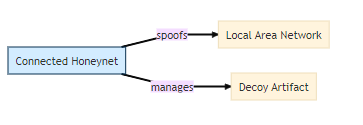 spoofs
Local Area Network
Connected Honeynet
manages
Decoy Artifact